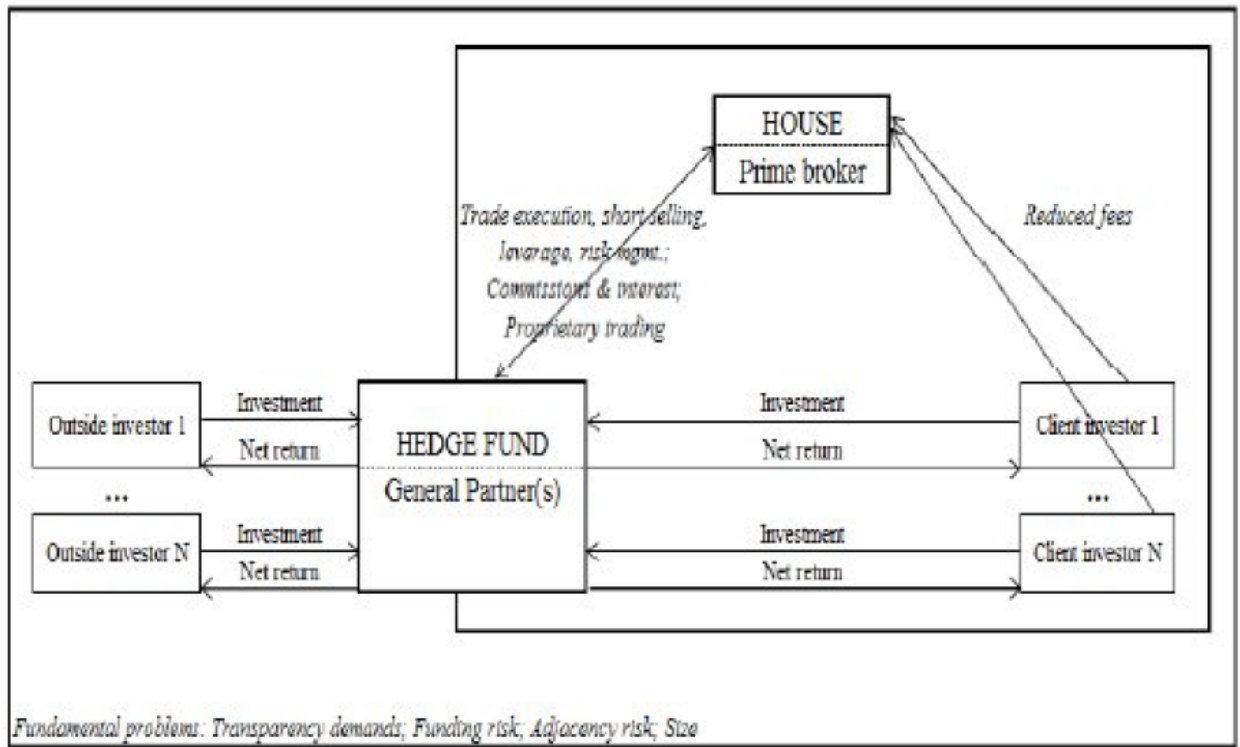 HOUSE
Prime broker
Trade execution, short selling,
leverage, risk mgmt.;
Commissions & interest;
Proprietary trading
Reduced fees
Outside investor 1
Investment
Net return
HEDGE FUND
General Partner(s)
Investment
Net return
Client investor 1
...
...
Outside investor N
Investment
Net return
Investment
Net return
Client investor N
Fundamental problems: Transparency demands; Funding risk; Adjacency risk; Size